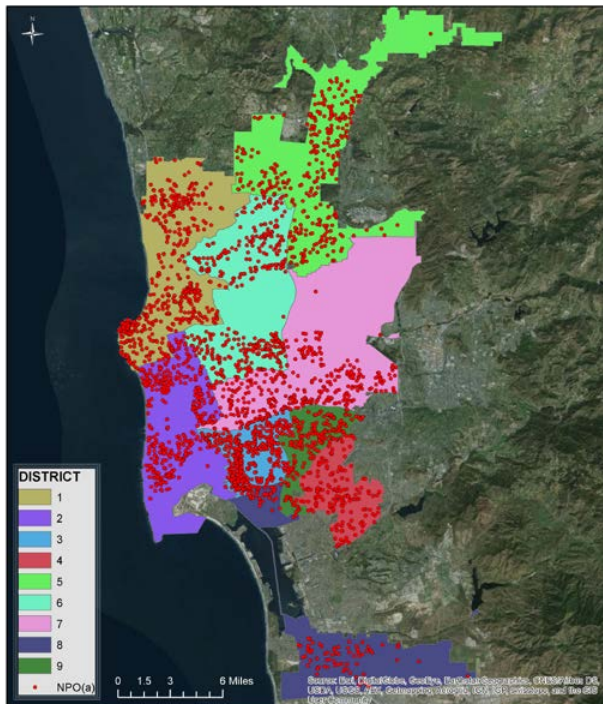 N
DISTRICT
1
2
3
4
5
6
7
8
9
NPO(a)
0 1.5 3 6 Miles
Source: Esri, DigitalGlobe, GeoEye, Earthstar Geographics, CNES/Airbus DS,
USDA, USGS, AEX, Getmapping, Aerogrid, IGN, IGP, swisstopo, and the GIS
User Community